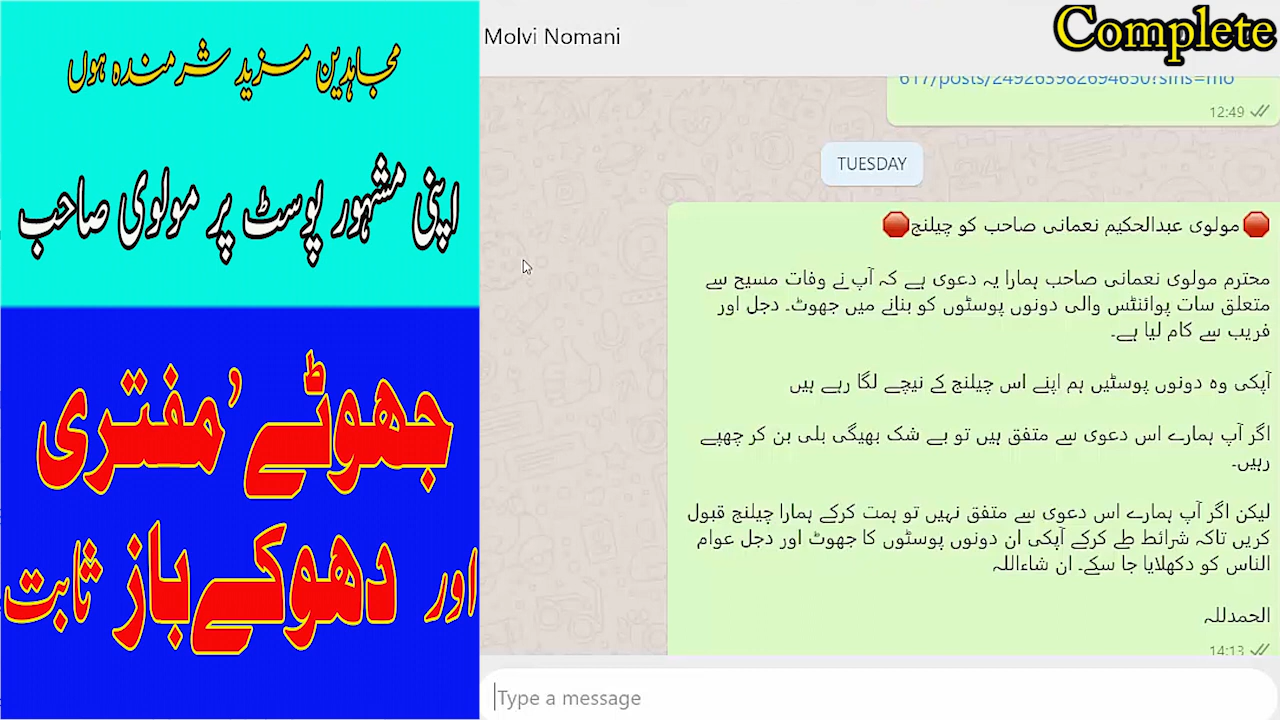 مجاہدین مزید شرمندہ ہوں
اپنی مشہور پوسٹ پر مولوی صاحب
جھوٹے ’مفتری
اور دھوکے باز ثابت
Complete
Molvi Nomani
617/posts/249263982694650?sfns=mo
12:49
TUESDAY
🛑مولوی عبدالحکیم نعمانی صاحب کو چیلنج🛑
محترم مولوی نعمانی صاحب ہمارا یہ دعوی ہے کہ آپ نے وفات مسیح سے
متعلق سات پوائنٹس والی دونوں پوسٹوں کو بنانے میں جھوٹ۔ دجل اور
فریب سے کام لیا ہے۔
آپکی وہ دونوں پوسٹیں ہم اپنے اس چیلنج کے نیچے لگا رہے ہیں
اگر آپ ہمارے اس دعوی سے متفق ہیں تو بے شک بھیگی بلی بن کر چھپے
رہیں۔
لیکن اگر آپ ہمارے اس دعوی سے متفق نہیں تو ہمت کرکے ہمارا چیلنج قبول
کریں تاکہ شرائط طے کرکے آپکی ان دونوں پوسٹوں کا جھوٹ اور دجل عوام
الناس کو دکھلایا جا سکے۔ ان شاءاللہ
الحمدللہ
14:13
Type a message